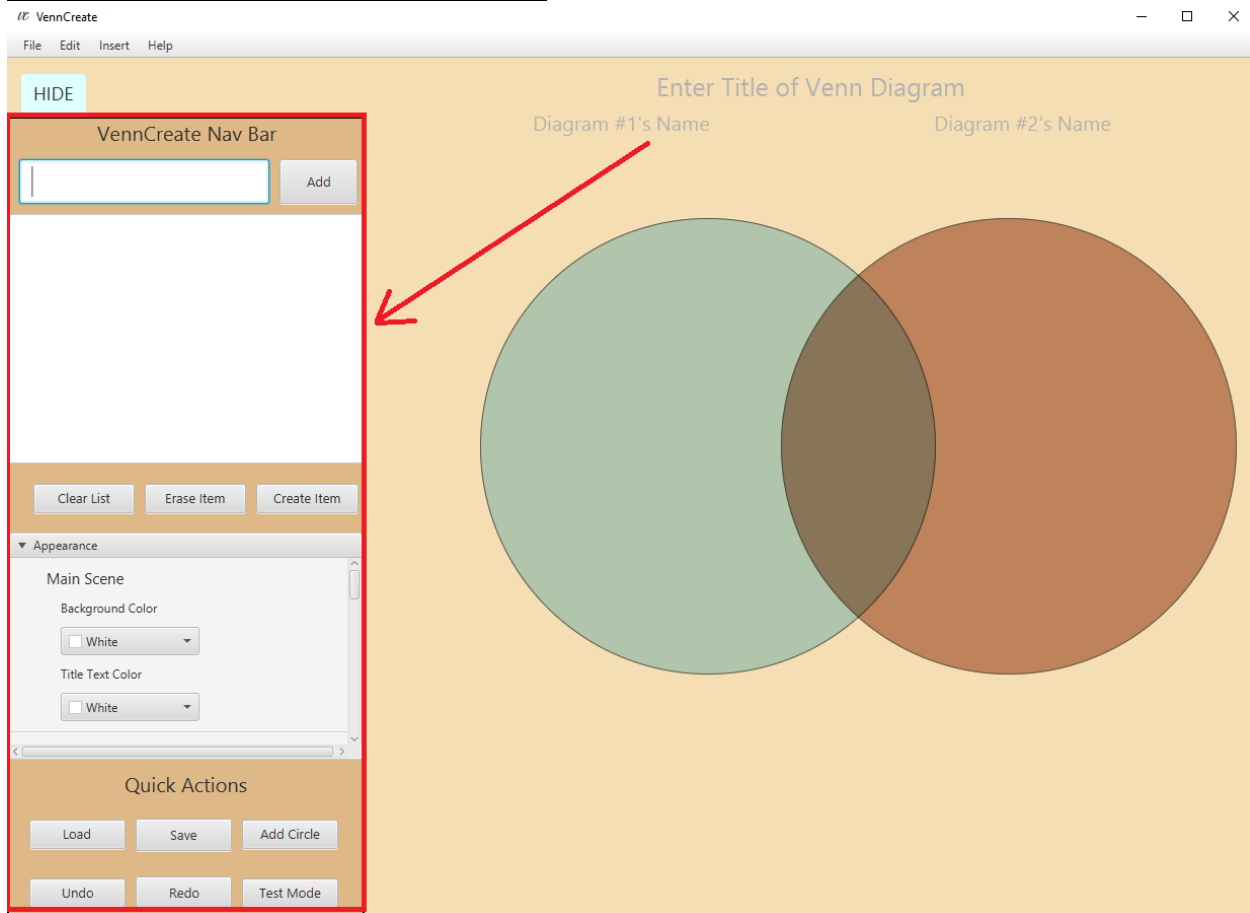 VC VennCreate
File Edit Insert Help
HIDE
Enter Title of Venn Diagram
Diagram #1's Name Diagram #2's Name
VennCreate Nav Bar
Add
Clear List Erase Item Create Item
Appearance
Main Scene
Background Color
White
Title Text Color
White
Quick Actions
Load Save Add Circle
Undo Redo Test Mode